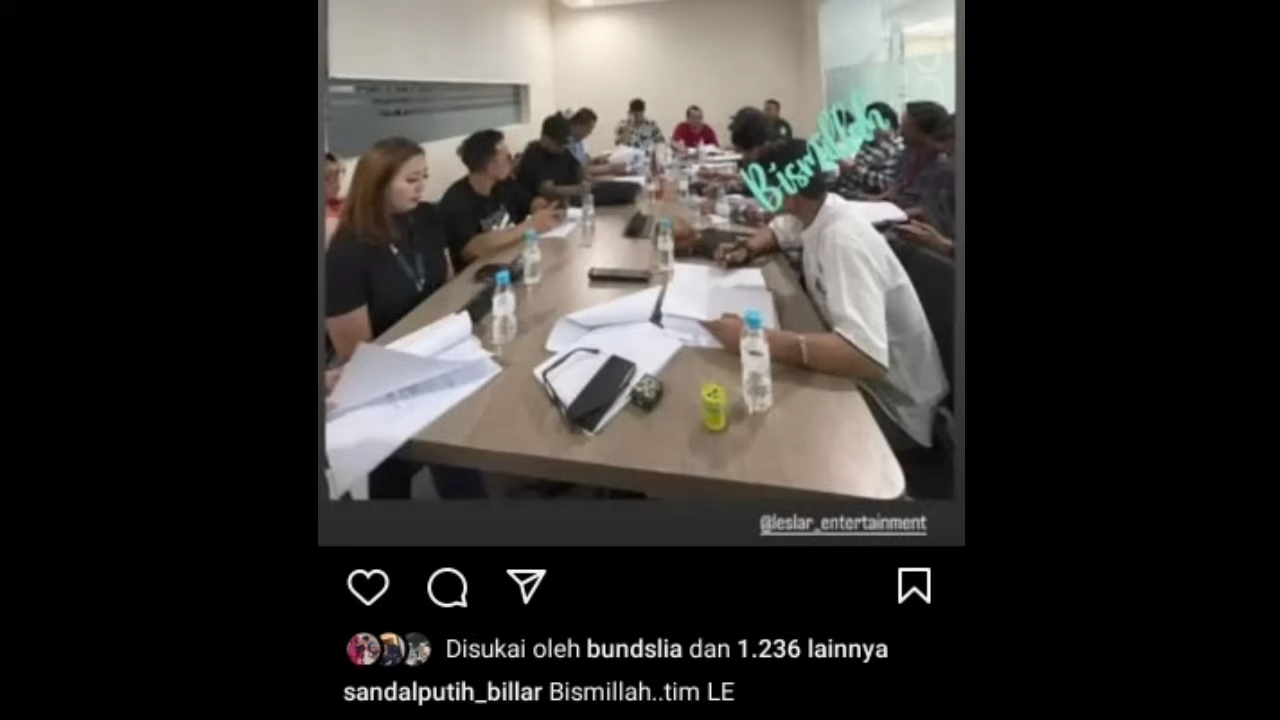 Bismillah
@leslar_entertainment
Disukai oleh bundslia dan 1.236 lainnya
sandalputih_billar Bismillah..tim LE